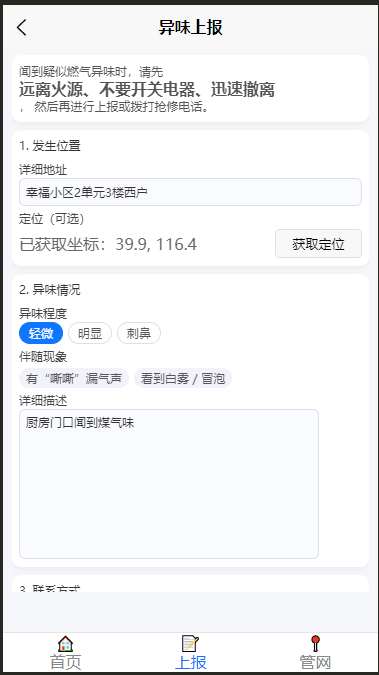 异味上报
闻到疑似燃气异味时，请先
远离火源、不要开关电器、迅速撤离
，然后再进行上报或拨打抢修电话。
1. 发生位置
详细地址
幸福小区2单元3楼西户
定位（可选）
已获取坐标：39.9, 116.4
获取定位
2. 异味情况
异味程度
轻微 明显 刺鼻
伴随现象
有“嘶嘶”漏气声 看到白雾 / 冒泡
详细描述
厨房门口闻到煤气味
3. 联系方式
首页 上报 管网